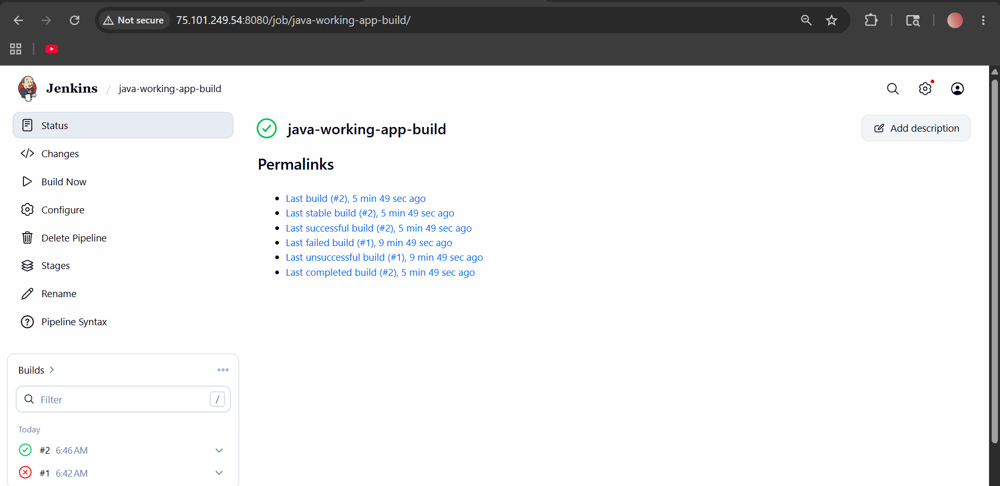 Not secure 75.101.249.54:8080/job/java-working-app-build/
Jenkins / java-working-app-build
Status
Changes
Build Now
Configure
Delete Pipeline
Stages
Rename
Pipeline Syntax
java-working-app-build
Add description
Permalinks
Last build (#2), 5 min 49 sec ago
Last stable build (#2), 5 min 49 sec ago
Last successful build (#2), 5 min 49 sec ago
Last failed build (#1), 9 min 49 sec ago
Last unsuccessful build (#1), 9 min 49 sec ago
Last completed build (#2), 5 min 49 sec ago
Builds
Filter /
Today
#2 6:46 AM
#1 6:42 AM